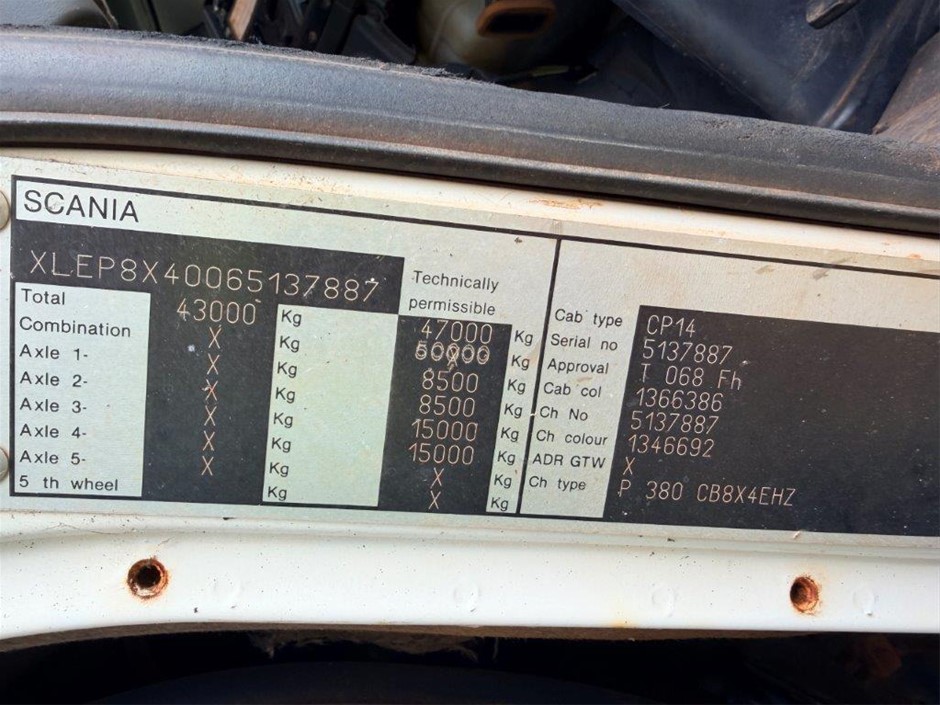 SCANIA
XLEP8X40065137887
Technically
permissible
Total 43000 Kg 47000 Kg
Combination X Kg Kg
Axle 1- X Kg 8500 Kg
Axle 2- X Kg 8500 Kg
Axle 3- X Kg 15000 Kg
Axle 4- X Kg 15000 Kg
Axle 5- X Kg X Kg
5 th wheel Kg X Kg
Cab type CP14
Serial no 5137887
Approval T 068 Fh
Cab col 1366386
Ch No 5137887
Ch colour 1346692
ADR GTW X
Ch type P 380 CB8X4EHZ